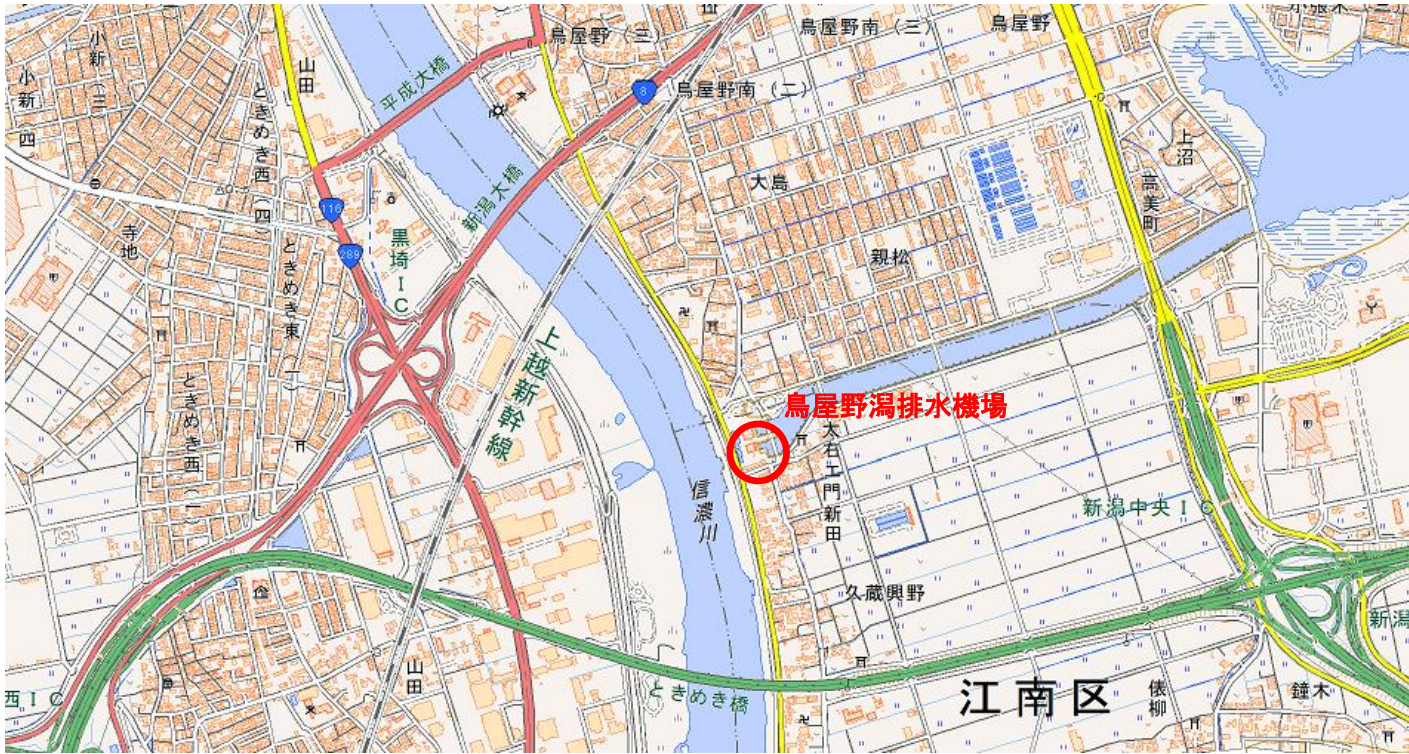 鳥屋野(三)
鳥屋野南(三)
鳥屋野
小新(三)
小新四
山田
平成大橋
8
鳥屋野南(二)
ときめき西(四)
上沼
高美町
大島
新潟大橋
116
289
黒埼IC
寺地
ときめき東(一)
親松
上越新幹線
ときめき西(一)
鳥屋野潟排水機場
太右エ門新田
信濃川
新潟中央IC
久蔵興野
新潟
山田
ときめき橋
西IC
江南区
俵柳
鐘木